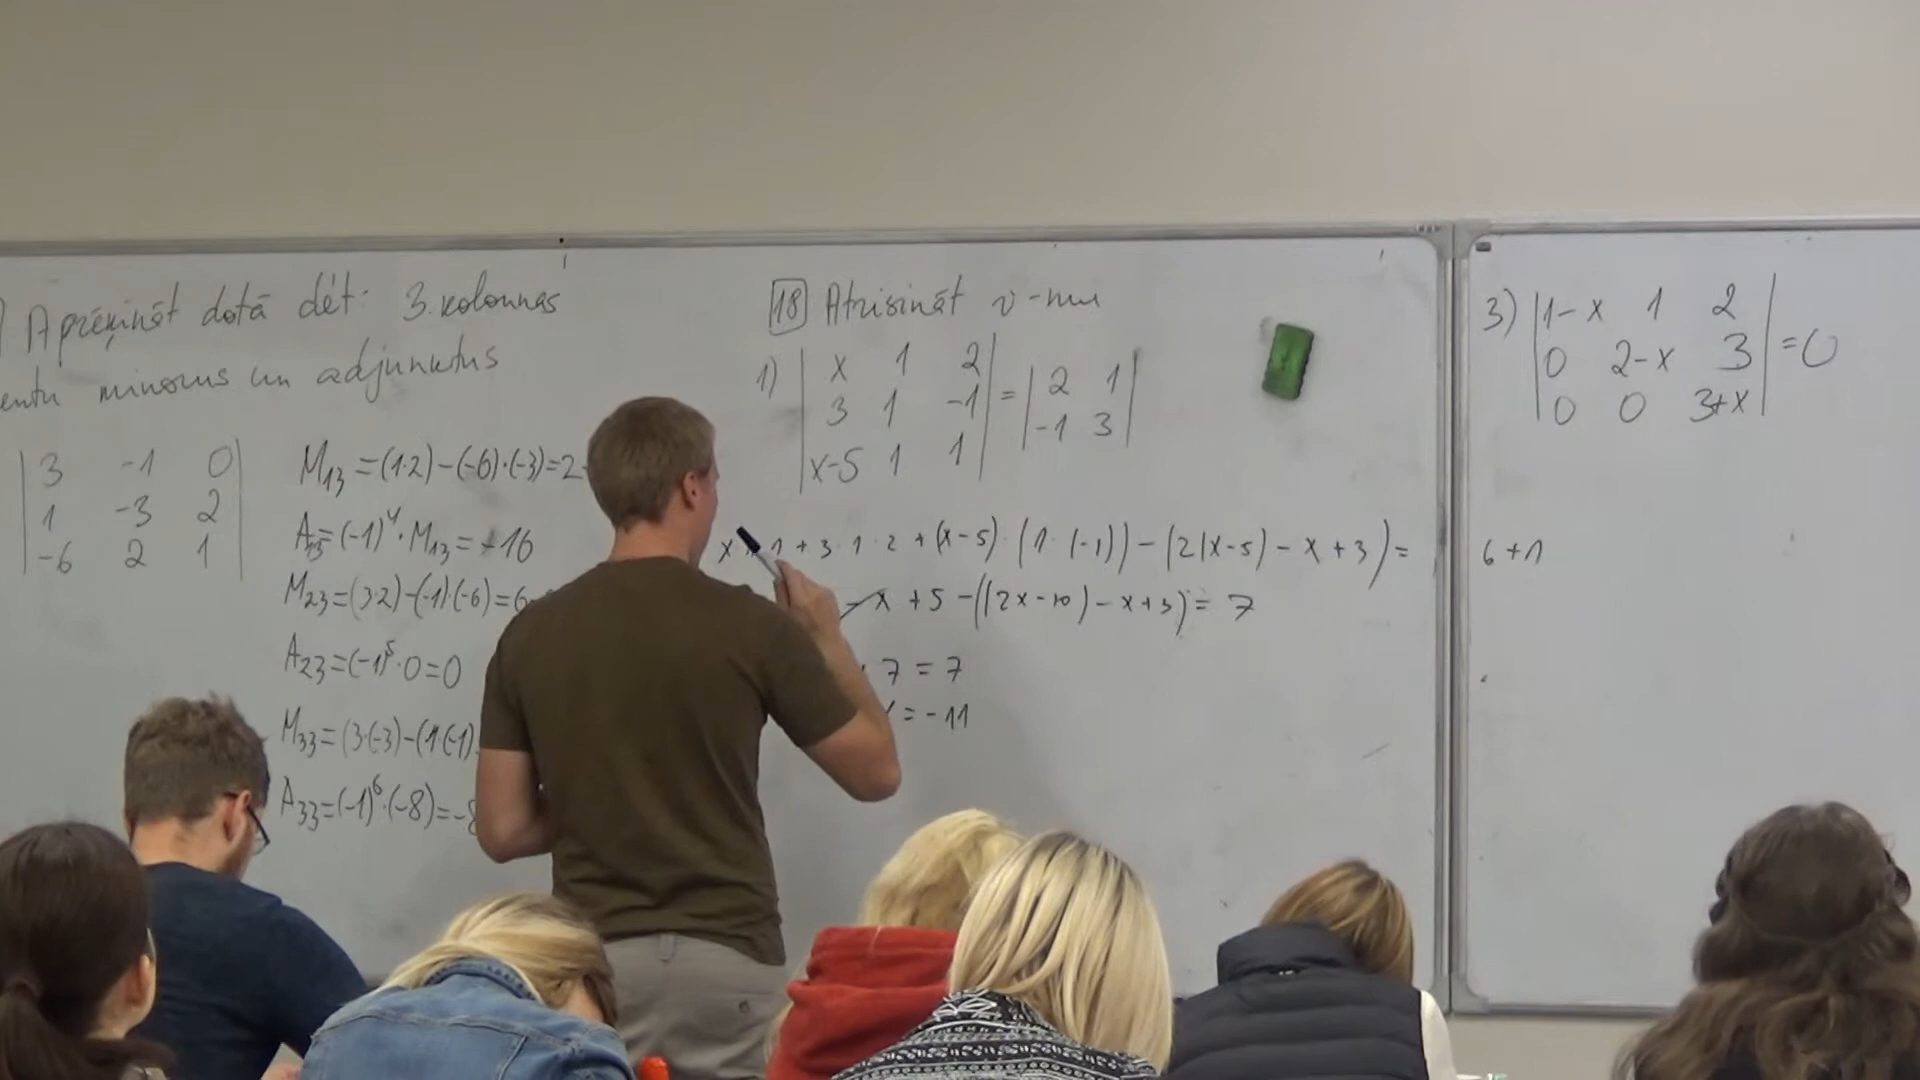 Aprēķināt dotā det. 3. kolonnas
minorus un adjunktus
| 3 -1 0 |
| 1 -3 2 |
| -6 2 1 |
M₁₃ = (1·2) - (-6)·(-3) = 2
A₁₃ = (-1)⁴ · M₁₃ = -16
M₂₃ = (3·2) - (-1)·(-6) = 6
A₂₃ = (-1)⁵ · 0 = 0
M₃₃ = (3·(-3) - (1·(-1)
A₃₃ = (-1)⁶ · (-8) = -8
18 Atrisināt v-mu
1) | x 1 2 | = | 2 1 |
| 3 1 -1 | | -1 3 |
| x-5 1 1 |
1 + 3·1·2 + (x-5)·(1·(-1)) - (2(x-5) - x + 3) = 6 + 1
- x + 5 - ((2x-10) - x + 3) = 7
7 = 7
= -11
3) | 1-x 1 2 |
| 0 2-x 3 | = 0
| 0 0 3+x |